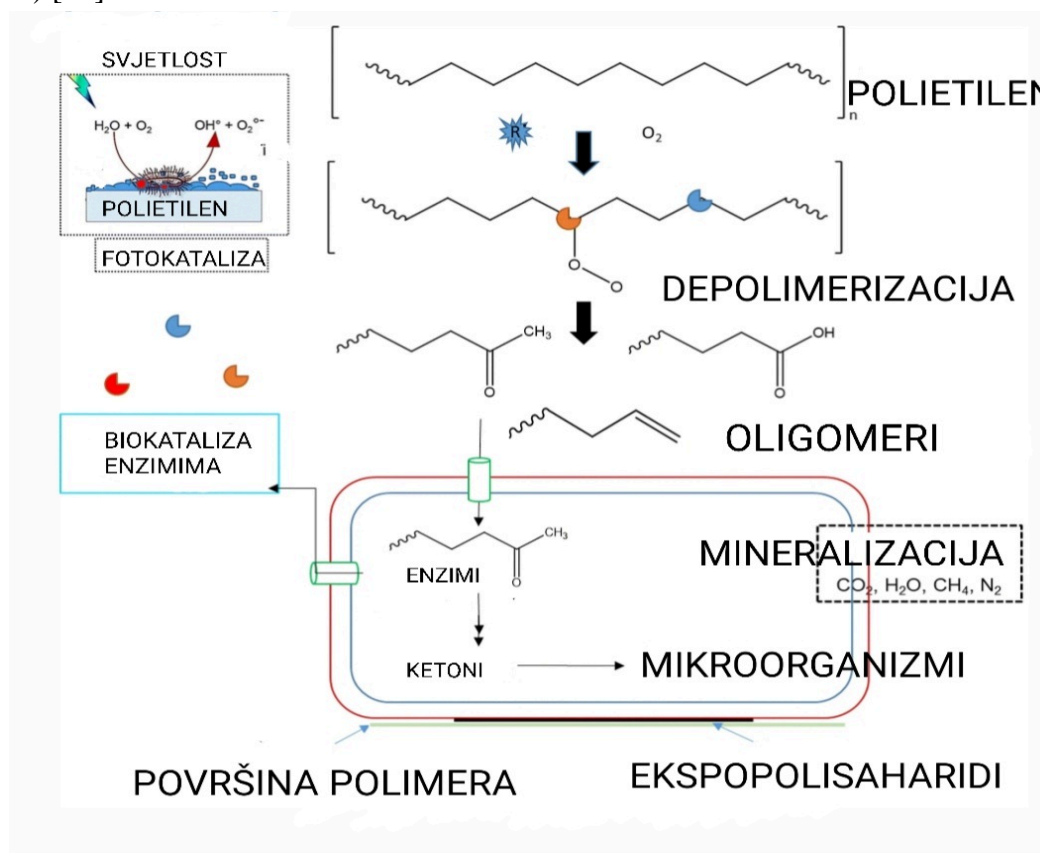 SVJETLOST
H₂O + O₂
OH° + O₂°⁻
ī
POLIETILEN
FOTOKATALIZA
n
POLIETILEN
R
O₂
O
O
DEPOLIMERIZACIJA
CH₃
O
OH
O
OLIGOMERI
BIOKATALIZA
ENZIMIMA
CH₃
O
ENZIMI
MINERALIZACIJA
CO₂, H₂O, CH₄, N₂
KETONI
MIKROORGANIZMI
POVRŠINA POLIMERA
EKSPOPOLISAHARIDI